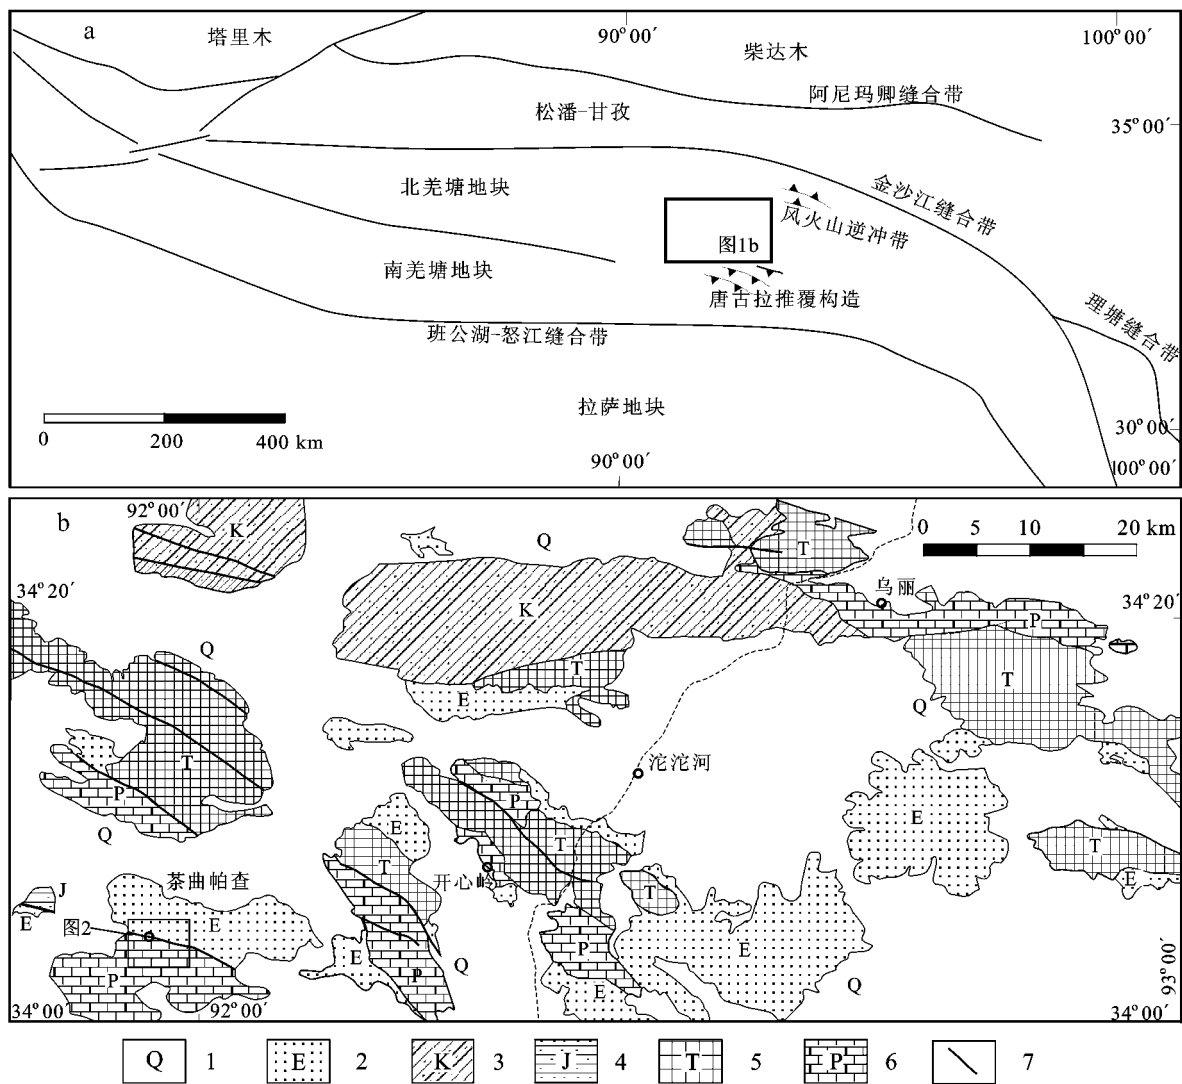 a
塔里木
90°00′
柴达木
100°00′
阿尼玛卿缝合带
松潘-甘孜
35°00′
北羌塘地块
金沙江缝合带
风火山逆冲带
图1b
南羌塘地块
唐古拉推覆构造
理塘缝合带
班公湖-怒江缝合带
拉萨地块
0 200 400 km
30°00′
90°00′
100°00′
b
92°00′
K
Q
T
0 5 10 20 km
34°20′
乌丽
34°20′
K
P
Q
T
E
T
Q
沱沱河
T
P
Q
P
E
E
T
T
T
开心岭
E
J
茶曲帕查
E
E
图2
T
E
P
E
P
Q
P
E
Q
93°00′
34°00′
92°00′
34°00′
Q 1 E 2 K 3 J 4 T 5 P 6 7